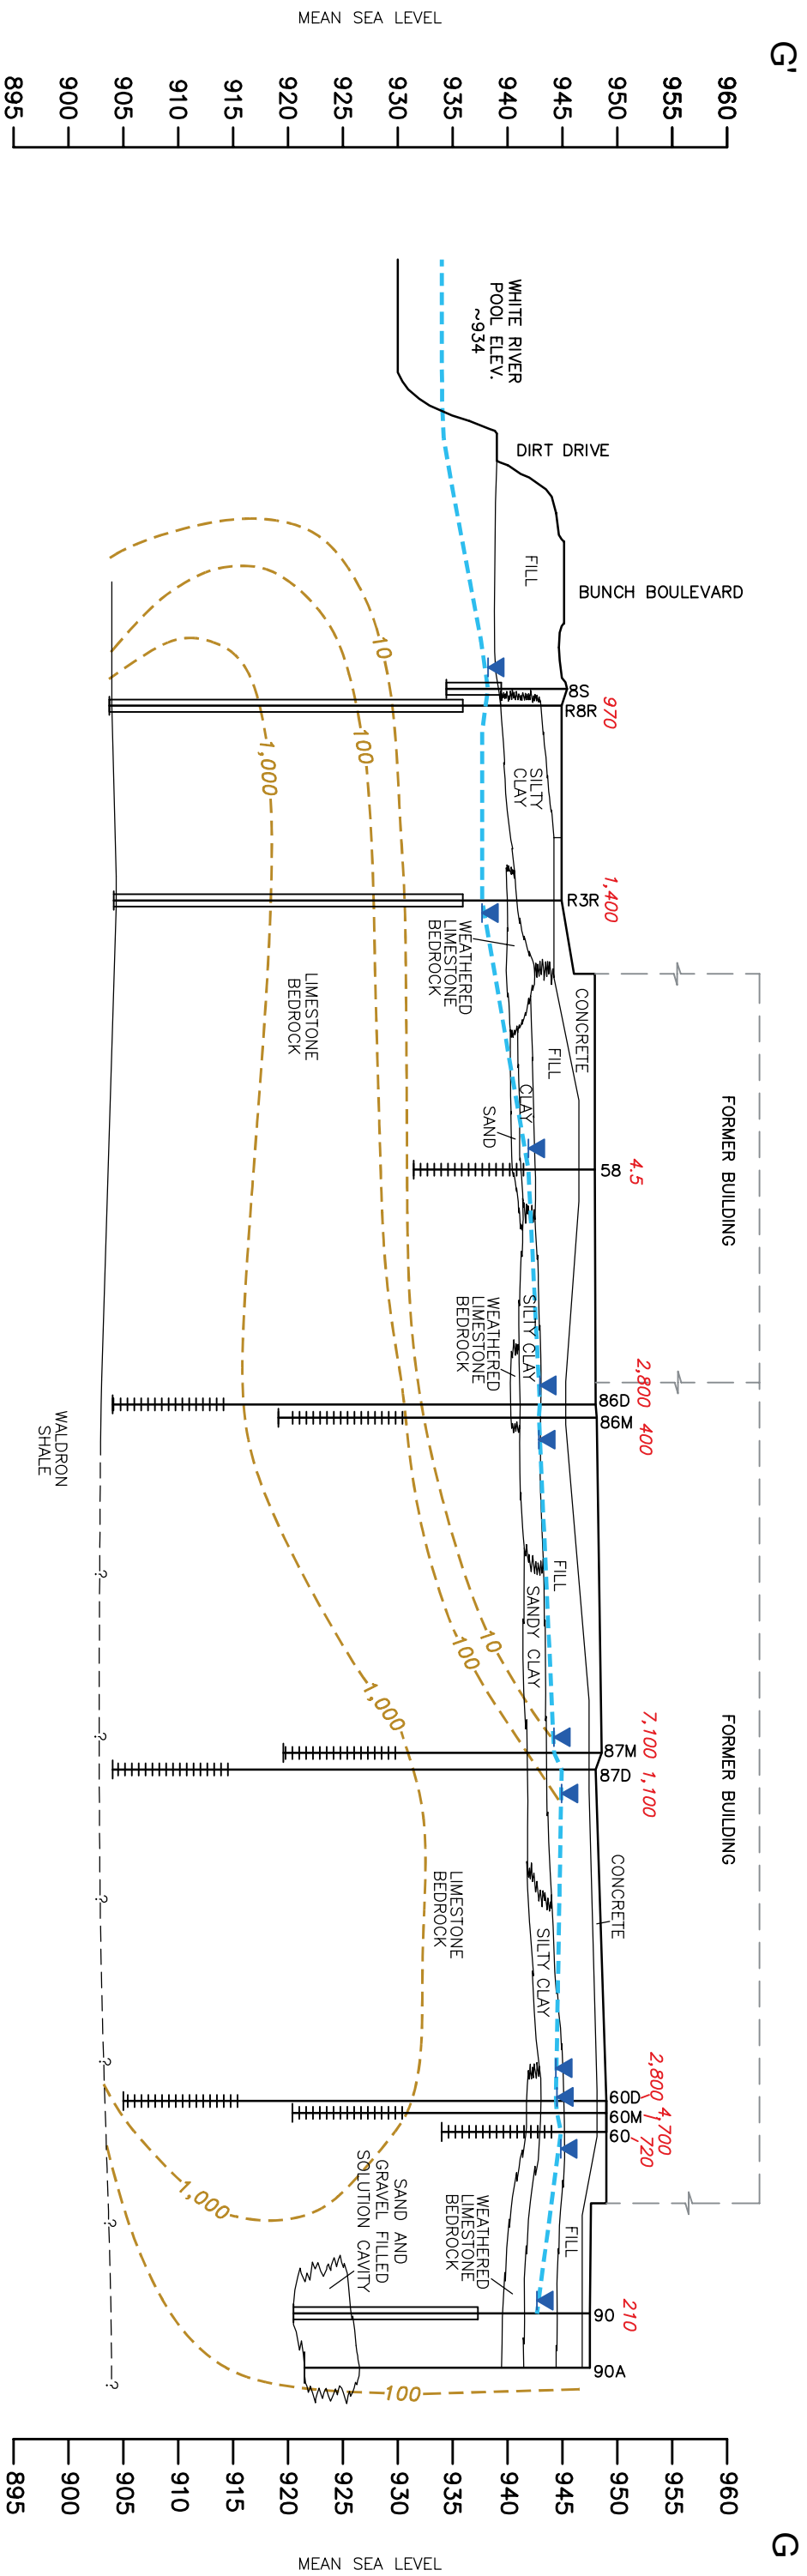 G'
G
MEAN SEA LEVEL
960
955
950
945
940
935
930
925
920
915
910
905
900
895
960
955
950
945
940
935
930
925
920
915
910
905
900
895
MEAN SEA LEVEL
WHITE RIVER
POOL ELEV.
~934
DIRT DRIVE
BUNCH BOULEVARD
FILL
8S
R8R
970
SILTY
CLAY
R3R
1,400
WEATHERED
LIMESTONE
BEDROCK
LIMESTONE
BEDROCK
CONCRETE
FILL
CLAY
SAND
58
4.5
FORMER BUILDING
SILTY CLAY
WEATHERED
LIMESTONE
BEDROCK
2,800
86D
86M
400
WALDRON
SHALE
FILL
SANDY CLAY
FORMER BUILDING
7,100
87M
87D
1,100
CONCRETE
LIMESTONE
BEDROCK
SILTY CLAY
2,800
60D
4,700
60M
720
60
SAND AND
GRAVEL FILLED
SOLUTION CAVITY
WEATHERED
LIMESTONE
BEDROCK
FILL
210
90
90A
10
100
1,000
10
100
1,000
1,000
100
?
?
?
?
?
?